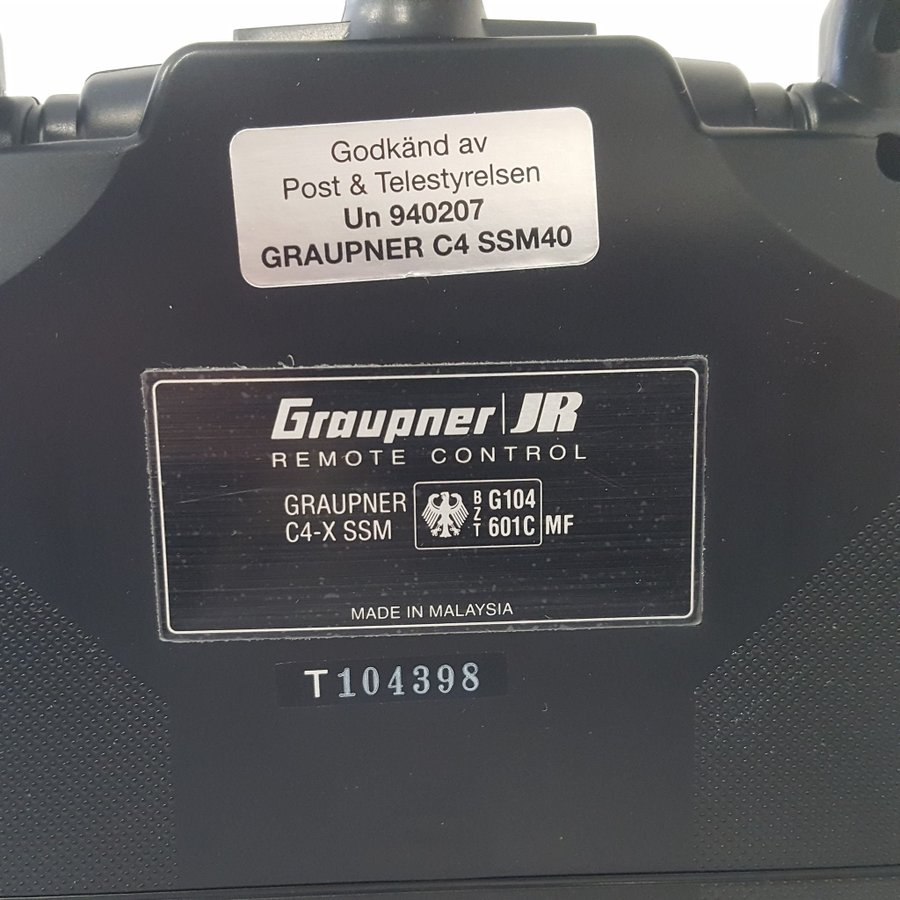 Godkänd av
Post & Telestyrelsen
Un 940207
GRAUPNER C4 SSM40
Graupner JR
REMOTE CONTROL
GRAUPNER
C4-X SSM
BZT
G104
601C MF
MADE IN MALAYSIA
T104398